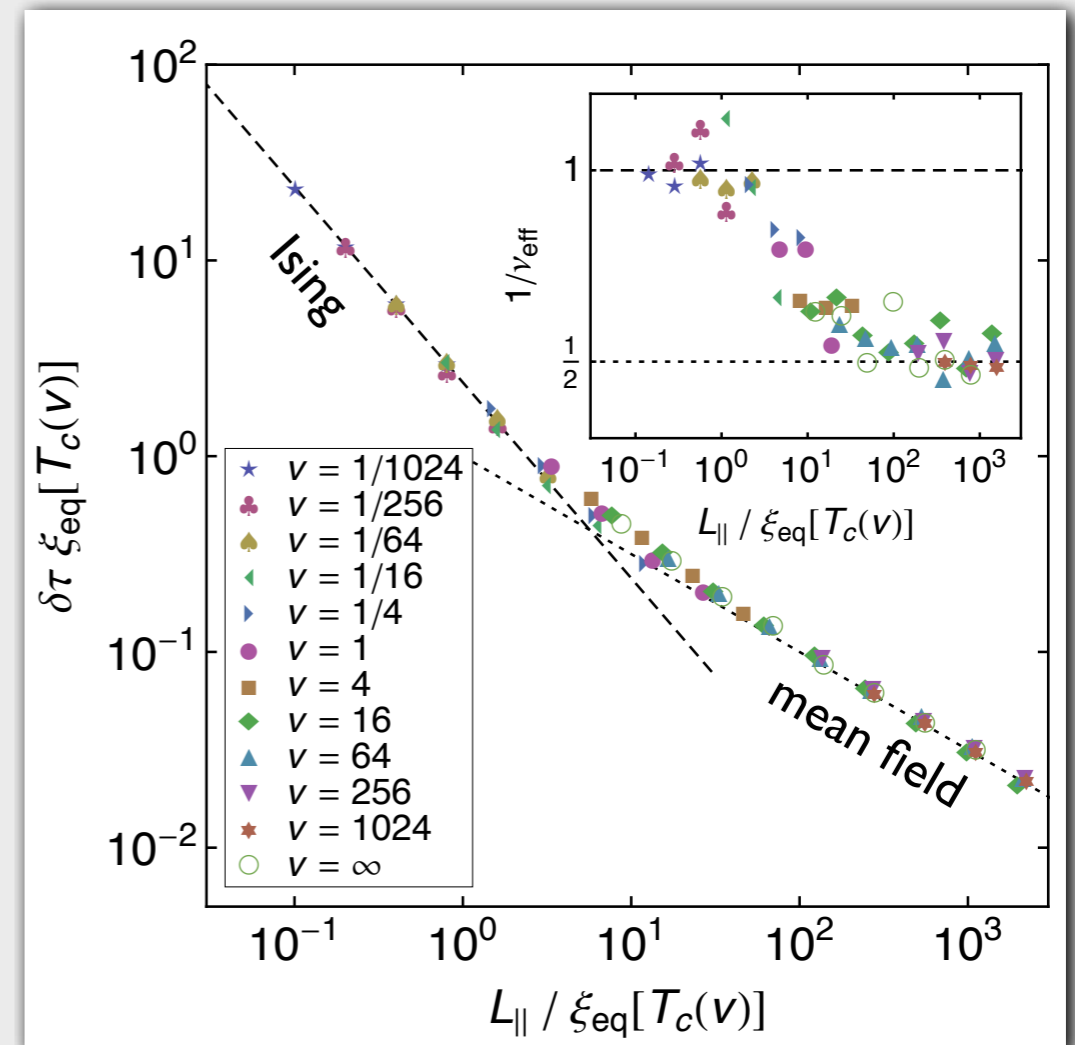 10²
10¹
10⁰
10⁻¹
10⁻²
δτ ξeq[Tc(v)]
Ising
mean field
v = 1/1024
v = 1/256
v = 1/64
v = 1/16
v = 1/4
v = 1
v = 4
v = 16
v = 64
v = 256
v = 1024
v = ∞
1/νeff
1
1/2
10⁻¹ 10⁰ 10¹ 10² 10³
L|| / ξeq[Tc(v)]
10⁻¹ 10⁰ 10¹ 10² 10³
L|| / ξeq[Tc(v)]